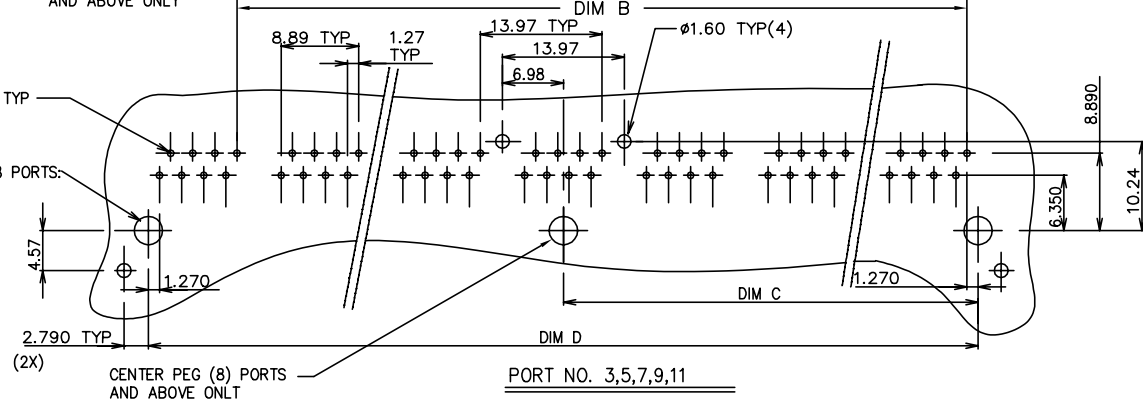 AND ABOVE ONLY
DIM B
13.97 TYP
8.89 TYP
1.27
TYP
13.97
ø1.60 TYP(4)
6.98
TYP
8.890
PORTS.
10.24
6.350
4.57
1.270
1.270
DIM C
2.790 TYP
(2X)
DIM D
CENTER PEG (8) PORTS
AND ABOVE ONLT
PORT NO. 3,5,7,9,11